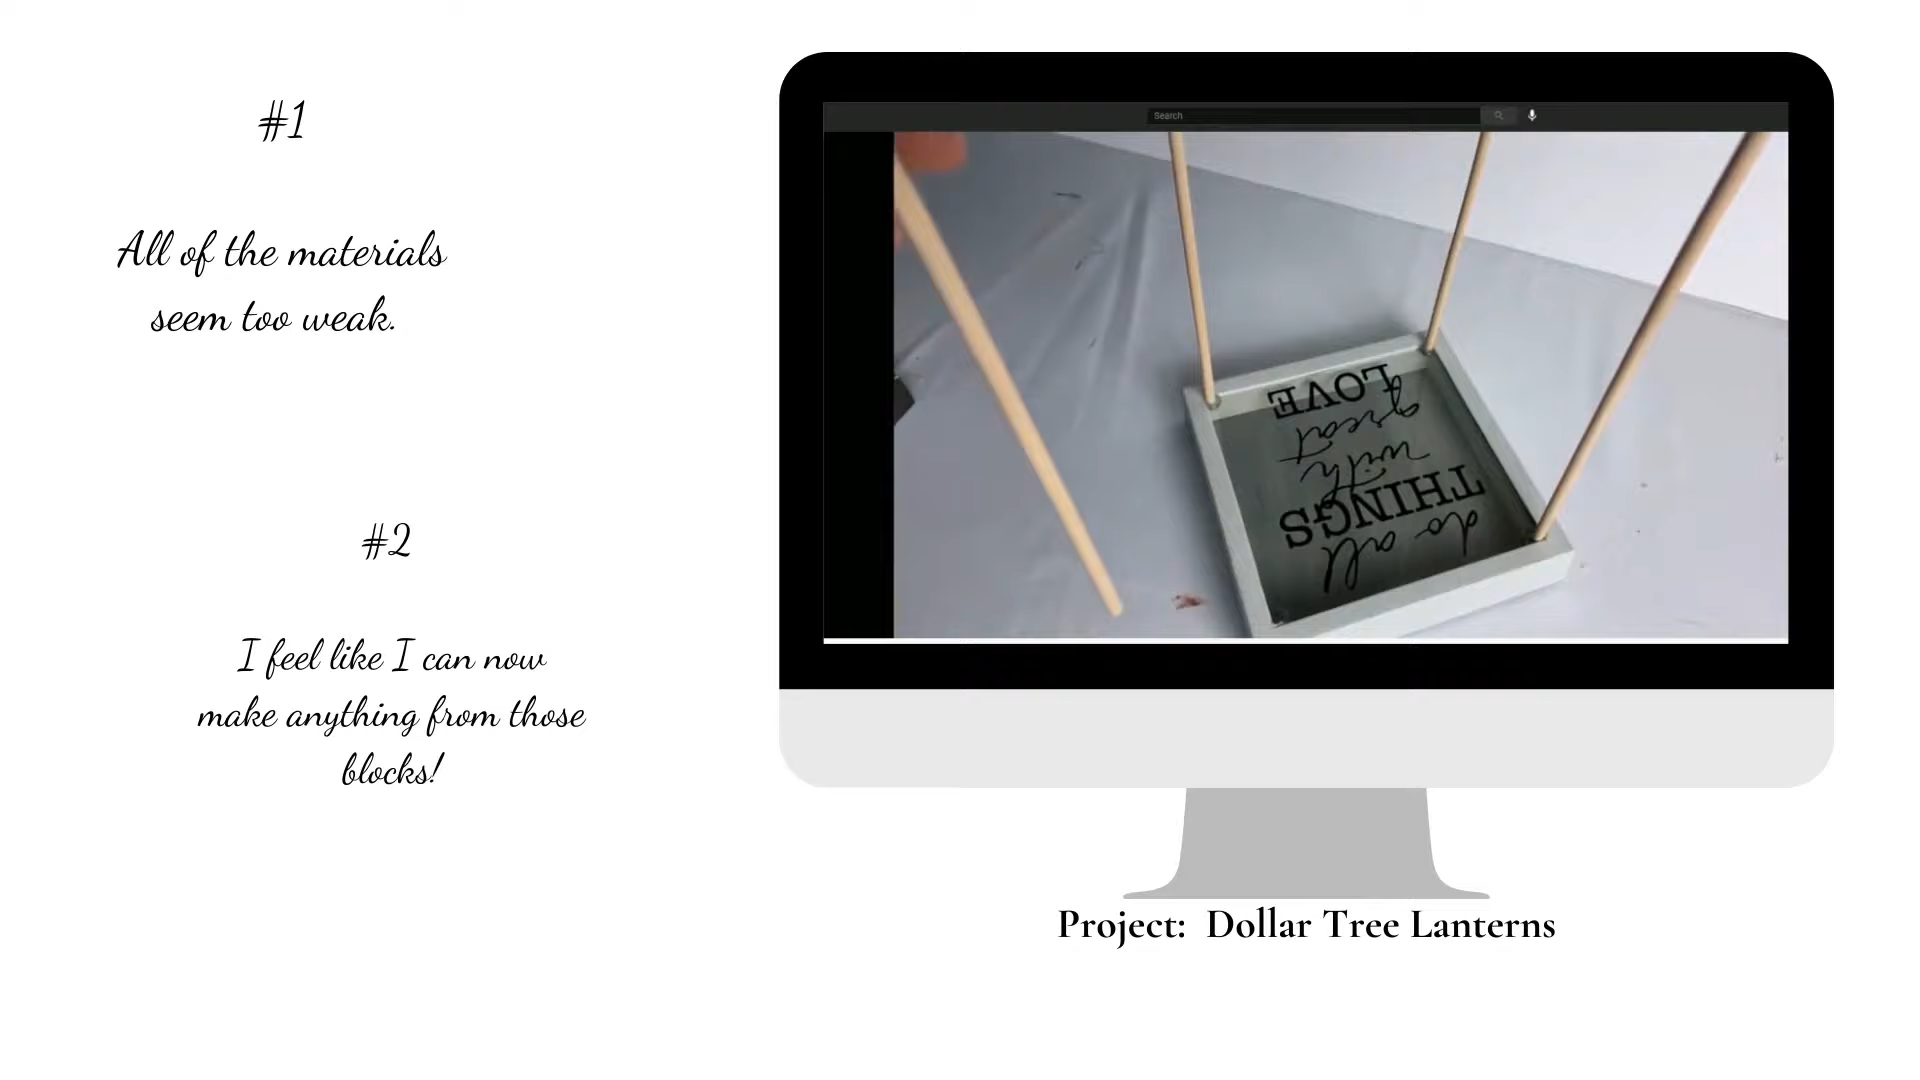 #1
All of the materials
seem too weak.
#2
I feel like I can now
make anything from those
blocks!
Search
do all
THINGS
with
great
LOVE
Project: Dollar Tree Lanterns